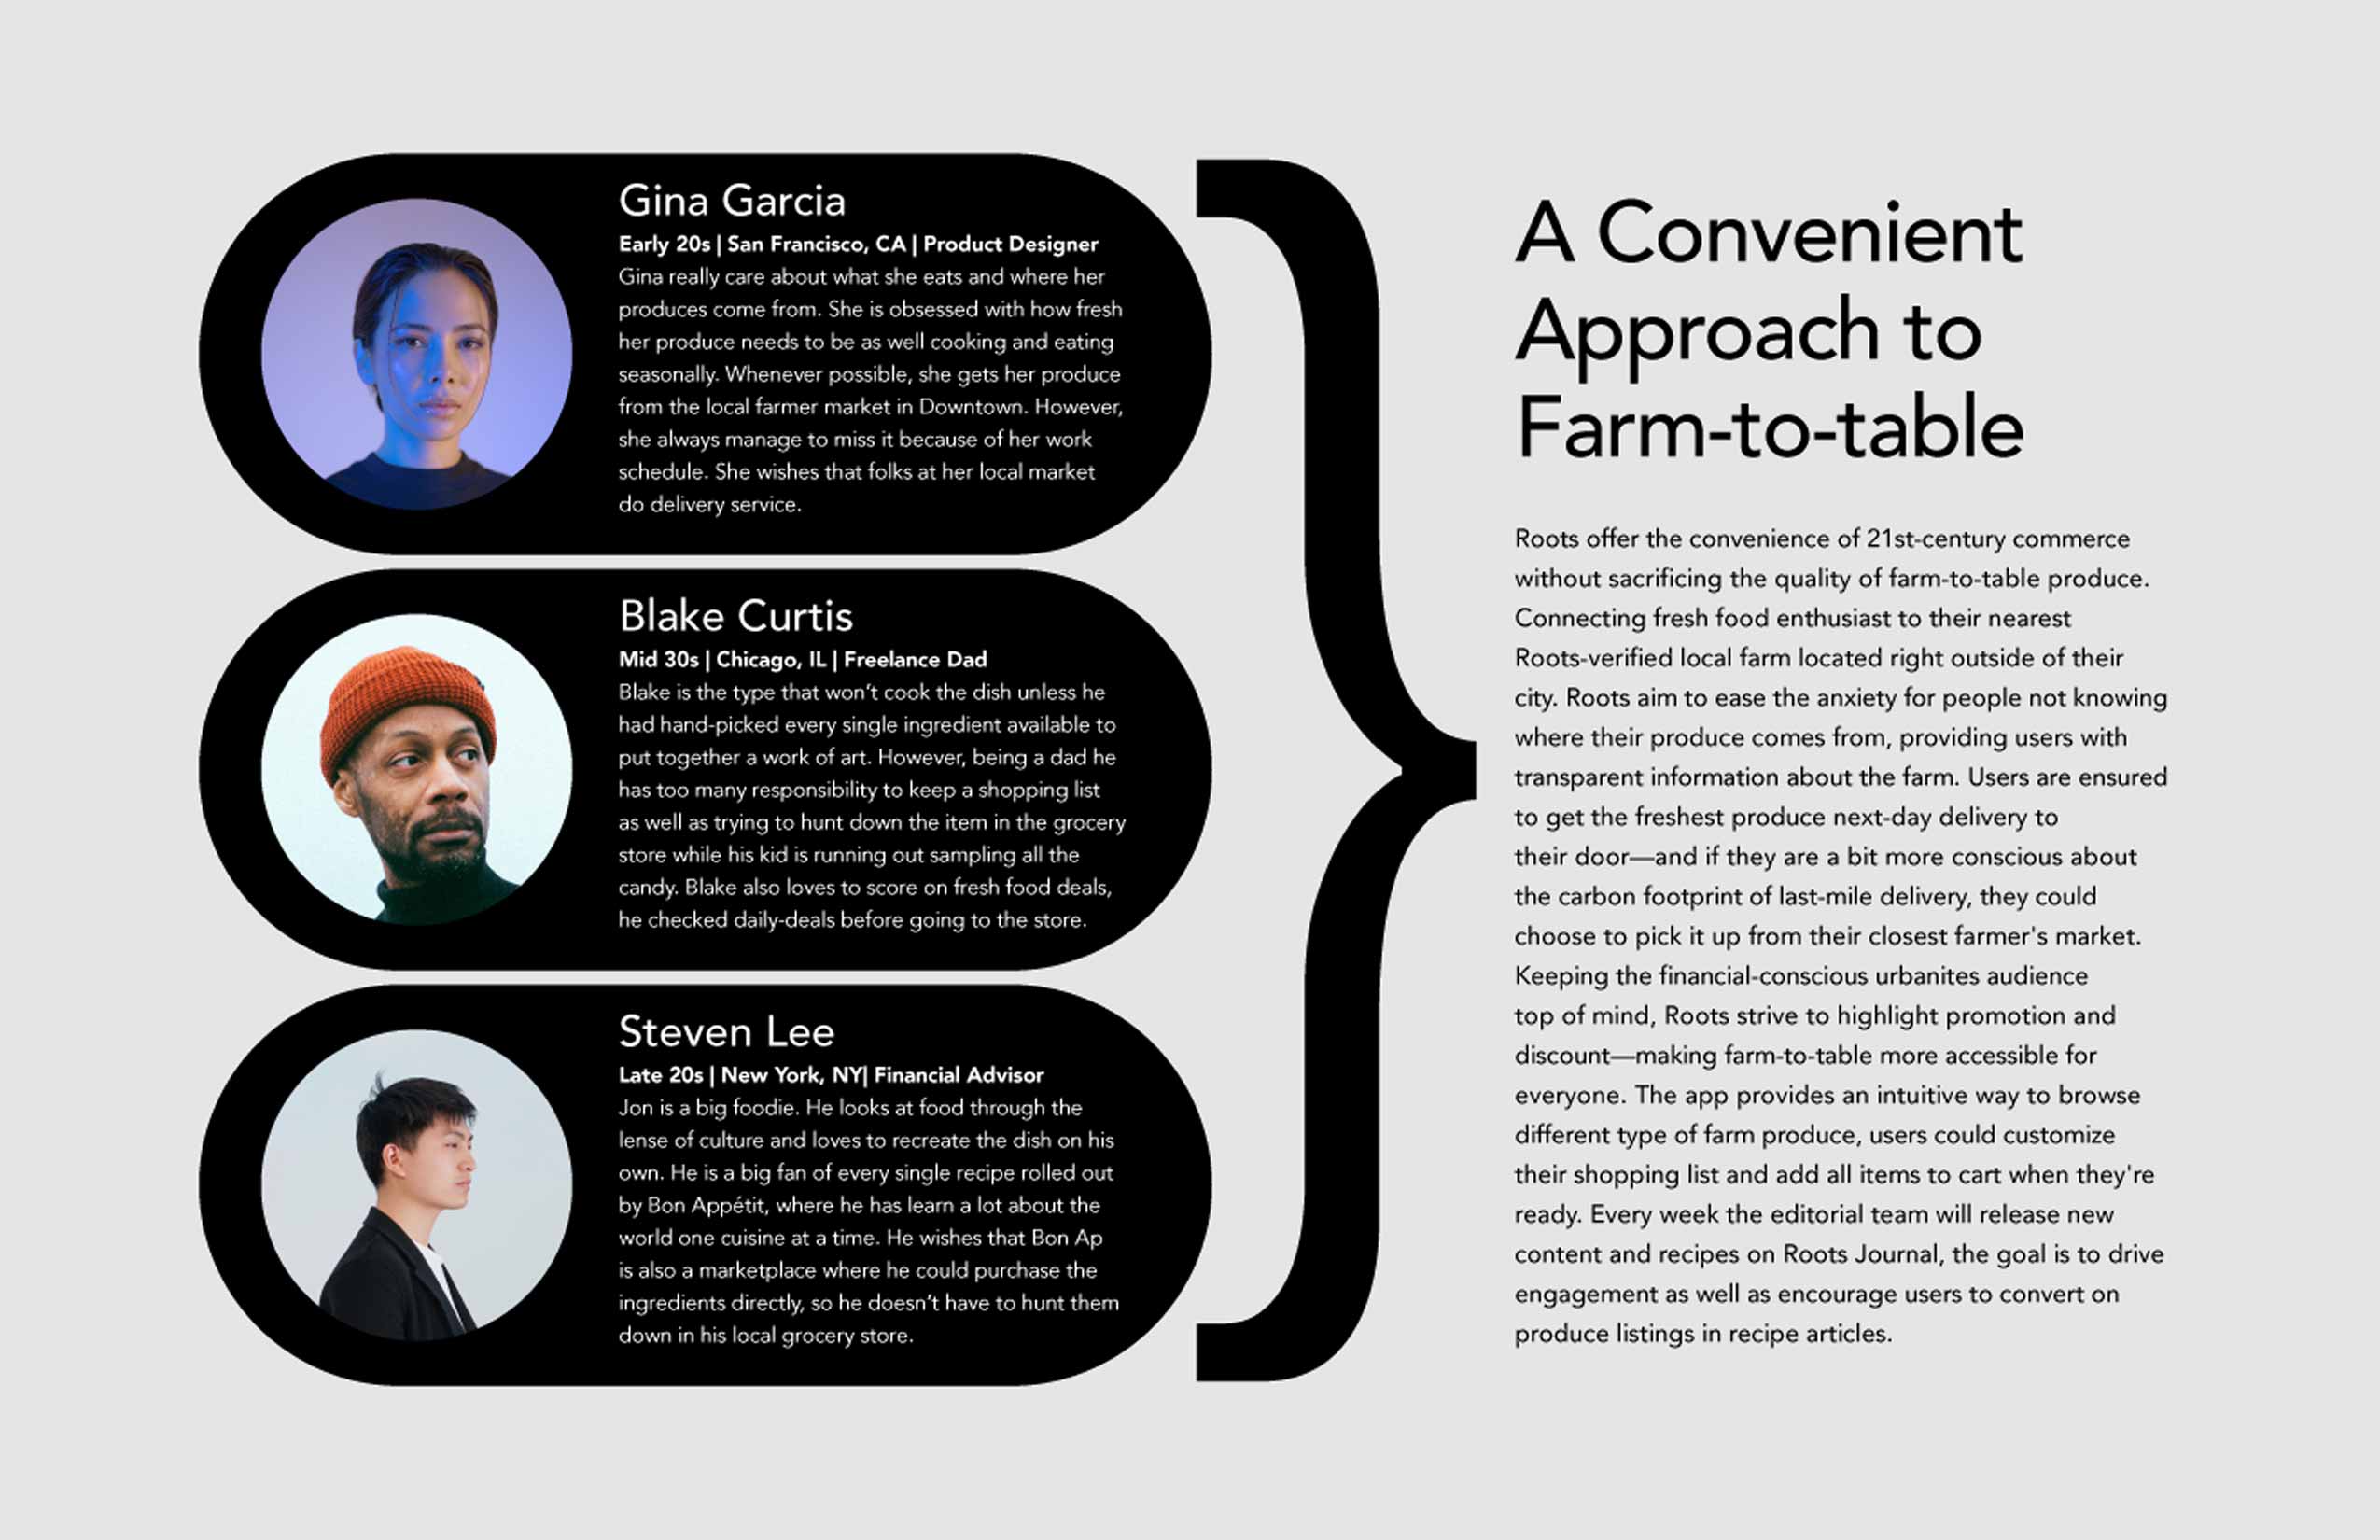 Gina Garcia
Early 20s | San Francisco, CA | Product Designer
Gina really care about what she eats and where her
produces come from. She is obsessed with how fresh
her produce needs to be as well cooking and eating
seasonally. Whenever possible, she gets her produce
from the local farmer market in Downtown. However,
she always manage to miss it because of her work
schedule. She wishes that folks at her local market
do delivery service.
Blake Curtis
Mid 30s | Chicago, IL | Freelance Dad
Blake is the type that won’t cook the dish unless he
had hand-picked every single ingredient available to
put together a work of art. However, being a dad he
has too many responsibility to keep a shopping list
as well as trying to hunt down the item in the grocery
store while his kid is running out sampling all the
candy. Blake also loves to score on fresh food deals,
he checked daily-deals before going to the store.
Steven Lee
Late 20s | New York, NY| Financial Advisor
Jon is a big foodie. He looks at food through the
lense of culture and loves to recreate the dish on his
own. He is a big fan of every single recipe rolled out
by Bon Appétit, where he has learn a lot about the
world one cuisine at a time. He wishes that Bon Ap
is also a marketplace where he could purchase the
ingredients directly, so he doesn’t have to hunt them
down in his local grocery store.
A Convenient
Approach to
Farm-to-table
Roots offer the convenience of 21st-century commerce
without sacrificing the quality of farm-to-table produce.
Connecting fresh food enthusiast to their nearest
Roots-verified local farm located right outside of their
city. Roots aim to ease the anxiety for people not knowing
where their produce comes from, providing users with
transparent information about the farm. Users are ensured
to get the freshest produce next-day delivery to
their door—and if they are a bit more conscious about
the carbon footprint of last-mile delivery, they could
choose to pick it up from their closest farmer's market.
Keeping the financial-conscious urbanites audience
top of mind, Roots strive to highlight promotion and
discount—making farm-to-table more accessible for
everyone. The app provides an intuitive way to browse
different type of farm produce, users could customize
their shopping list and add all items to cart when they're
ready. Every week the editorial team will release new
content and recipes on Roots Journal, the goal is to drive
engagement as well as encourage users to convert on
produce listings in recipe articles.